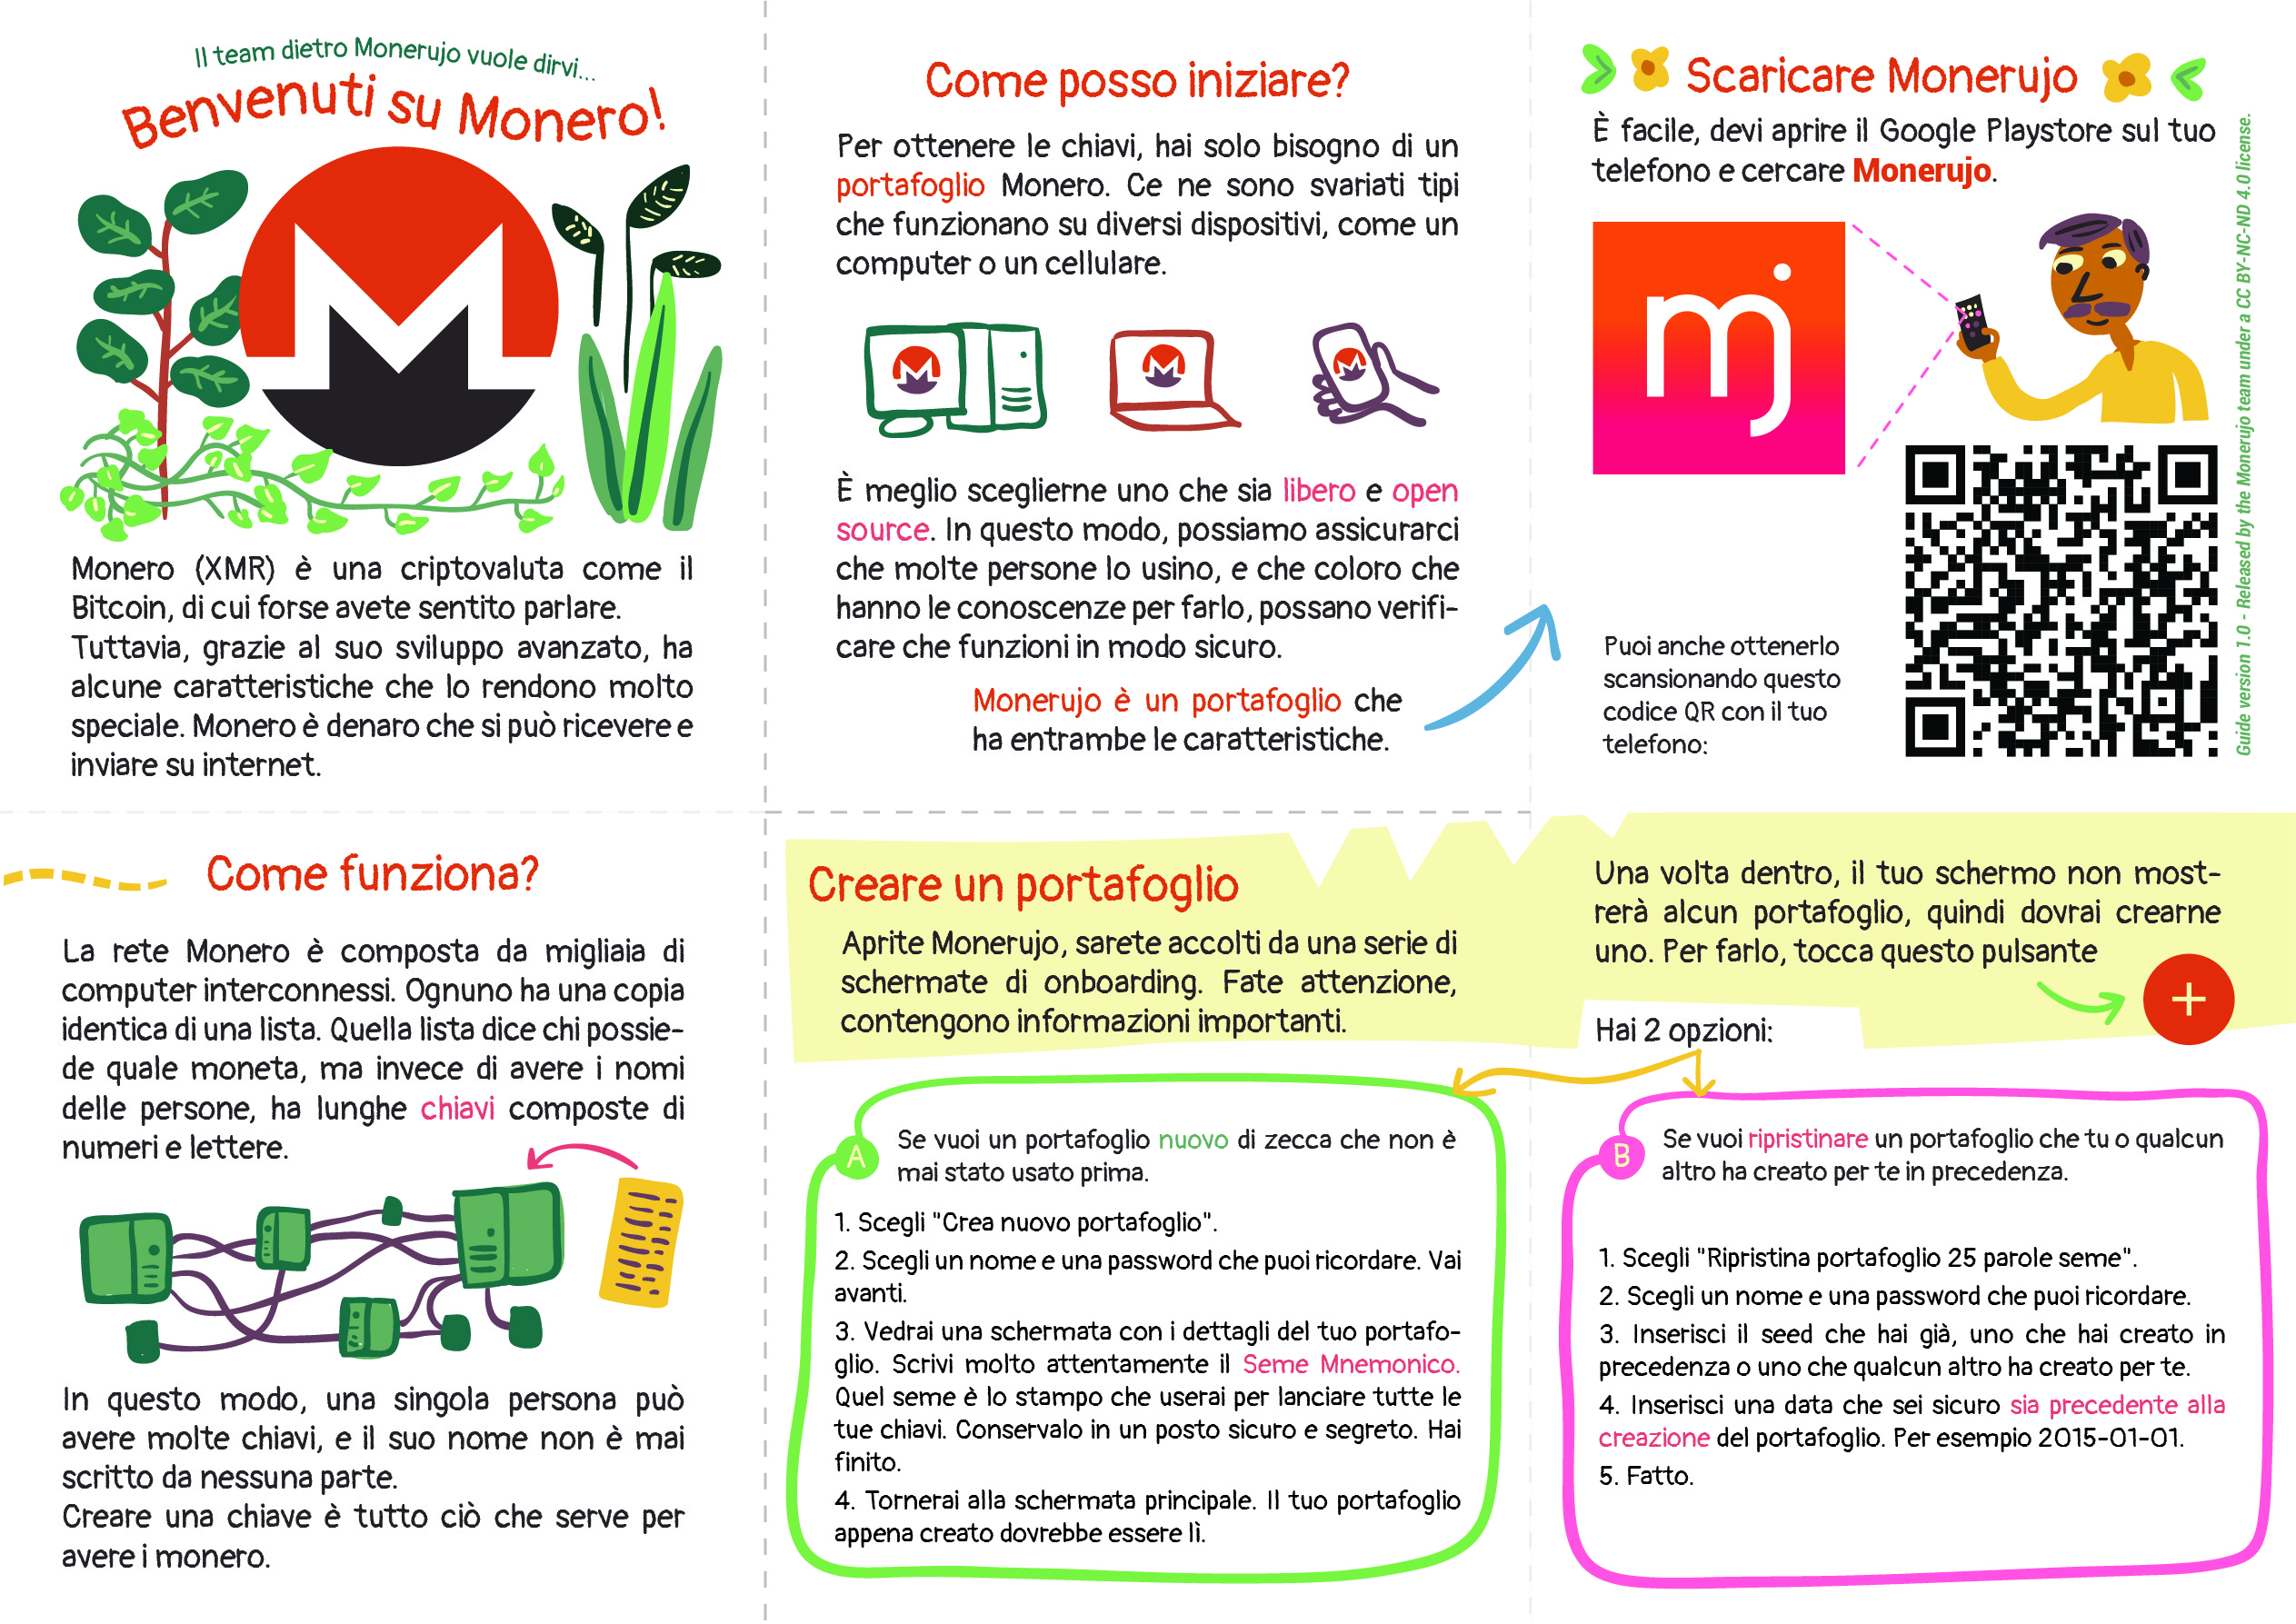 Il team dietro Monerujo vuole dirvi...
Benvenuti su Monero!
Monero (XMR) è una criptovaluta come il
Bitcoin, di cui forse avete sentito parlare.
Tuttavia, grazie al suo sviluppo avanzato, ha
alcune caratteristiche che lo rendono molto
speciale. Monero è denaro che si può ricevere e
inviare su internet.
Come posso iniziare?
Per ottenere le chiavi, hai solo bisogno di un
portafoglio Monero. Ce ne sono svariati tipi
che funzionano su diversi dispositivi, come un
computer o un cellulare.
È meglio sceglierne uno che sia libero e open
source. In questo modo, possiamo assicurarci
che molte persone lo usino, e che coloro che
hanno le conoscenze per farlo, possano verifi-
care che funzioni in modo sicuro.
Monerujo è un portafoglio che
ha entrambe le caratteristiche.
Scaricare Monerujo
È facile, devi aprire il Google Playstore sul tuo
telefono e cercare Monerujo.
mj
Puoi anche ottenerlo
scansionando questo
codice QR con il tuo
telefono:
Guide version 1.0 - Released by the Monerujo team under a CC BY-NC-ND 4.0 license.
Come funziona?
La rete Monero è composta da migliaia di
computer interconnessi. Ognuno ha una copia
identica di una lista. Quella lista dice chi possie-
de quale moneta, ma invece di avere i nomi
delle persone, ha lunghe chiavi composte di
numeri e lettere.
In questo modo, una singola persona può
avere molte chiavi, e il suo nome non è mai
scritto da nessuna parte.
Creare una chiave è tutto ciò che serve per
avere i monero.
Creare un portafoglio
Aprite Monerujo, sarete accolti da una serie di
schermate di onboarding. Fate attenzione,
contengono informazioni importanti.
Una volta dentro, il tuo schermo non most-
rerà alcun portafoglio, quindi dovrai crearne
uno. Per farlo, tocca questo pulsante
+
Hai 2 opzioni:
A
Se vuoi un portafoglio nuovo di zecca che non è
mai stato usato prima.
1. Scegli "Crea nuovo portafoglio".
2. Scegli un nome e una password che puoi ricordare. Vai
avanti.
3. Vedrai una schermata con i dettagli del tuo portafo-
glio. Scrivi molto attentamente il Seme Mnemonico.
Quel seme è lo stampo che userai per lanciare tutte le
tue chiavi. Conservalo in un posto sicuro e segreto. Hai
finito.
4. Tornerai alla schermata principale. Il tuo portafoglio
appena creato dovrebbe essere lì.
B
Se vuoi ripristinare un portafoglio che tu o qualcun
altro ha creato per te in precedenza.
1. Scegli "Ripristina portafoglio 25 parole seme".
2. Scegli un nome e una password che puoi ricordare.
3. Inserisci il seed che hai già, uno che hai creato in
precedenza o uno che qualcun altro ha creato per te.
4. Inserisci una data che sei sicuro sia precedente alla
creazione del portafoglio. Per esempio 2015-01-01.
5. Fatto.